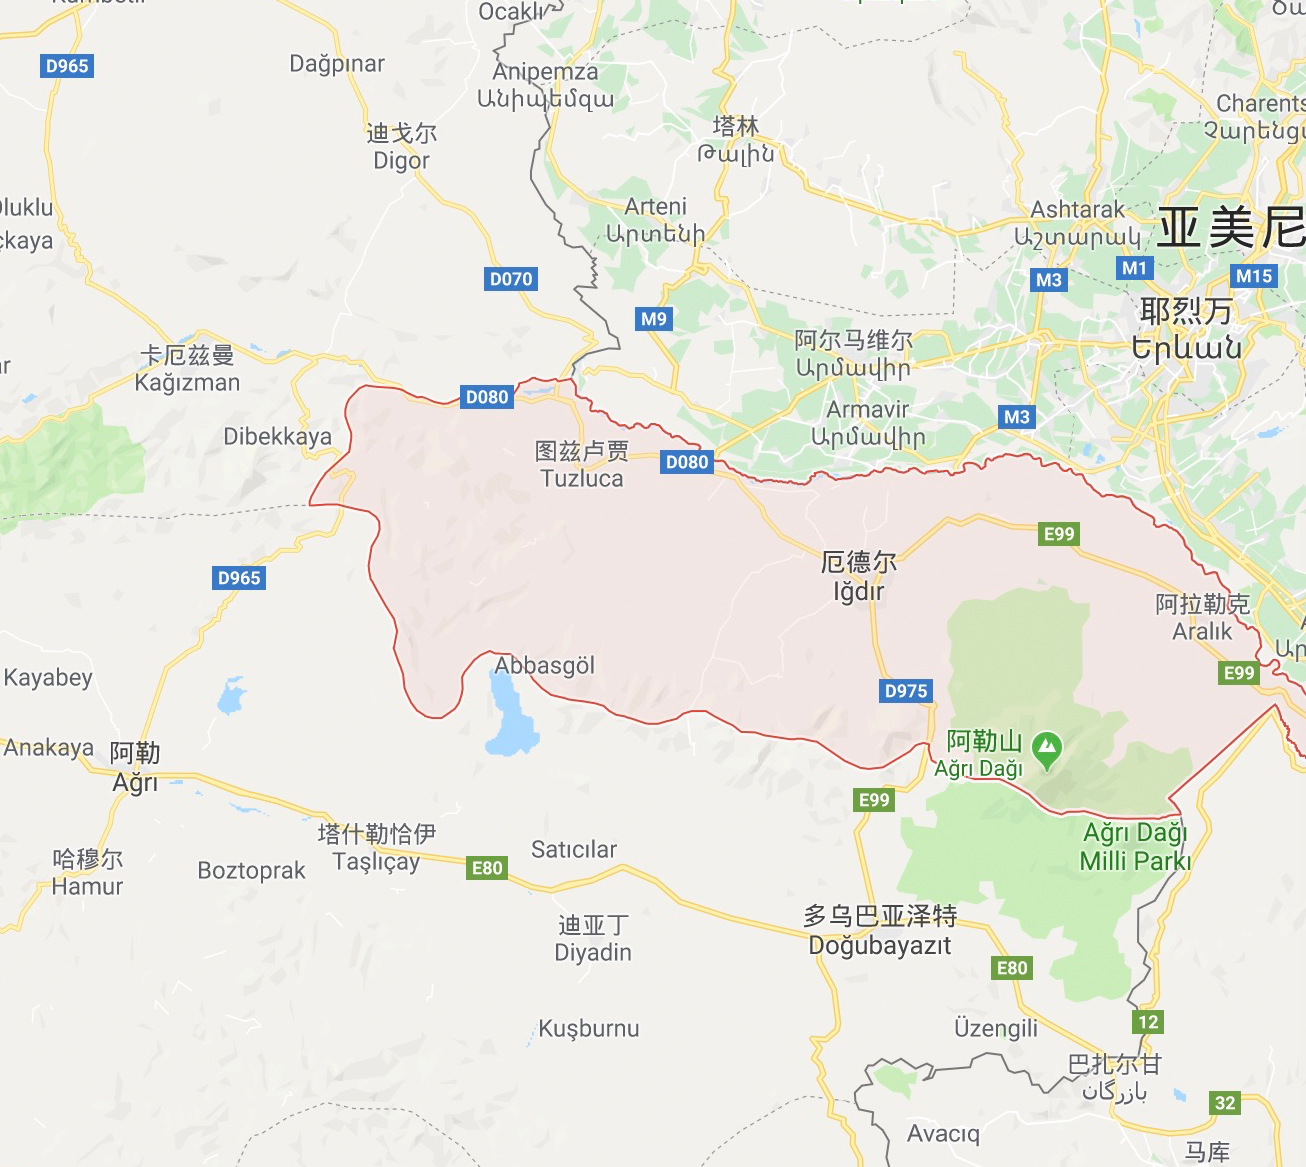 Ocaklı
D965
Dağpınar
Anipemza
Անիպեմզա
迪戈尔
Digor
塔林
Թալին
Charents
Չարենց
Arteni
Արտենի
Ashtarak
Աշտարակ
亚美尼
D070
M3
M1
M15
M9
耶烈万
Երևան
卡厄兹曼
Kağızman
阿尔马维尔
Արմավիր
D080
Armavir
Արմավիր
M3
Dibekkaya
图兹卢贾
Tuzluca
D080
E99
厄德尔
Iğdır
D965
阿拉勒克
Aralık
Abbasgöl
Kayabey
E99
D975
Anakaya
阿勒
Ağrı
阿勒山
Ağrı Dağı
E99
塔什勒恰伊
Taşlıçay
Ağrı Dağı
Milli Parkı
哈穆尔
Hamur
Boztoprak
E80
Satıcılar
迪亚丁
Diyadin
多乌巴亚泽特
Doğubayazıt
E80
Kuşburnu
Üzengili
12
巴扎尔甘
بازرگان
32
Avacıq
马库